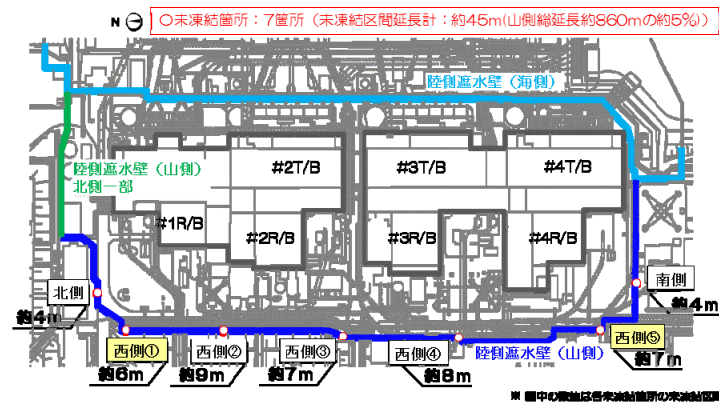 N
○未凍結箇所：7箇所（未凍結区間延長計：約45m(山側総延長約860mの約5%)）
陸側遮水壁（海側）
陸側遮水壁（山側）
北側一部
#2T/B
#3T/B
#4T/B
#1R/B
#2R/B
#3R/B
#4R/B
北側
約4m
南側
約4m
西側①
約6m
西側②
約9m
西側③
約7m
西側④
約8m
陸側遮水壁（山側）
西側⑤
約7m
※ 図中の数値は各未凍結箇所の未凍結区間